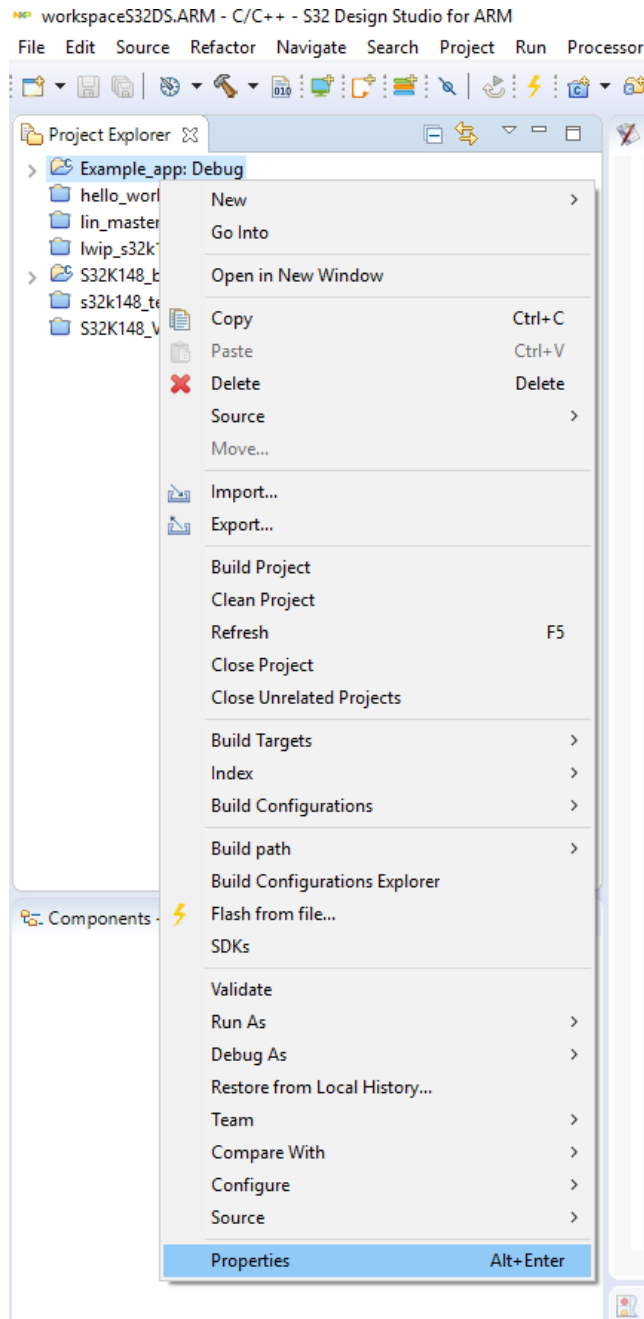 NXP workspaceS32DS.ARM - C/C++ - S32 Design Studio for ARM
File Edit Source Refactor Navigate Search Project Run Processor
Project Explorer
Example_app: Debug
hello_worl
lin_master
lwip_s32k1
S32K148_b
s32k148_te
S32K148_V
New
Go Into
Open in New Window
Copy Ctrl+C
Paste Ctrl+V
Delete Delete
Source
Move...
Import...
Export...
Build Project
Clean Project
Refresh F5
Close Project
Close Unrelated Projects
Build Targets
Index
Build Configurations
Build path
Build Configurations Explorer
Components -
Flash from file...
SDKs
Validate
Run As
Debug As
Restore from Local History...
Team
Compare With
Configure
Source
Properties Alt+Enter